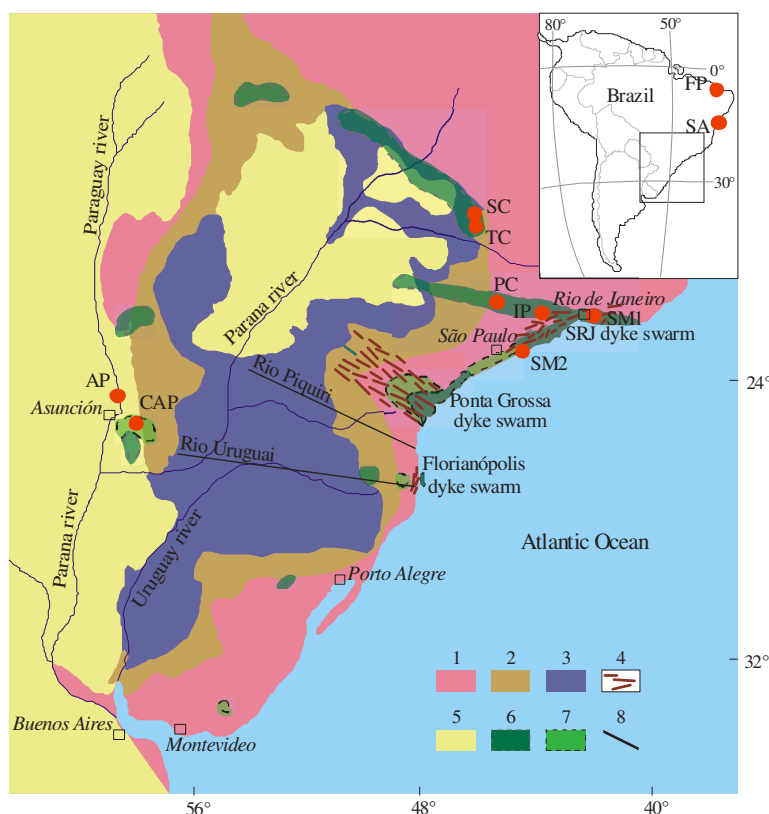 80°
50°
0°
FP
Brazil
SA
30°
Paraguay river
SC
TC
Parana river
PC
Rio de Janeiro
IP
SM1
São Paulo
SRJ dyke swarm
SM2
Rio Piquiri
24°
AP
Asunción
CAP
Ponta Grossa
dyke swarm
Rio Uruguai
Florianópolis
dyke swarm
Parana river
Uruguay river
Atlantic Ocean
Porto Alegre
1 2 3 4
32°
5 6 7 8
Buenos Aires
Montevideo
56° 48° 40°